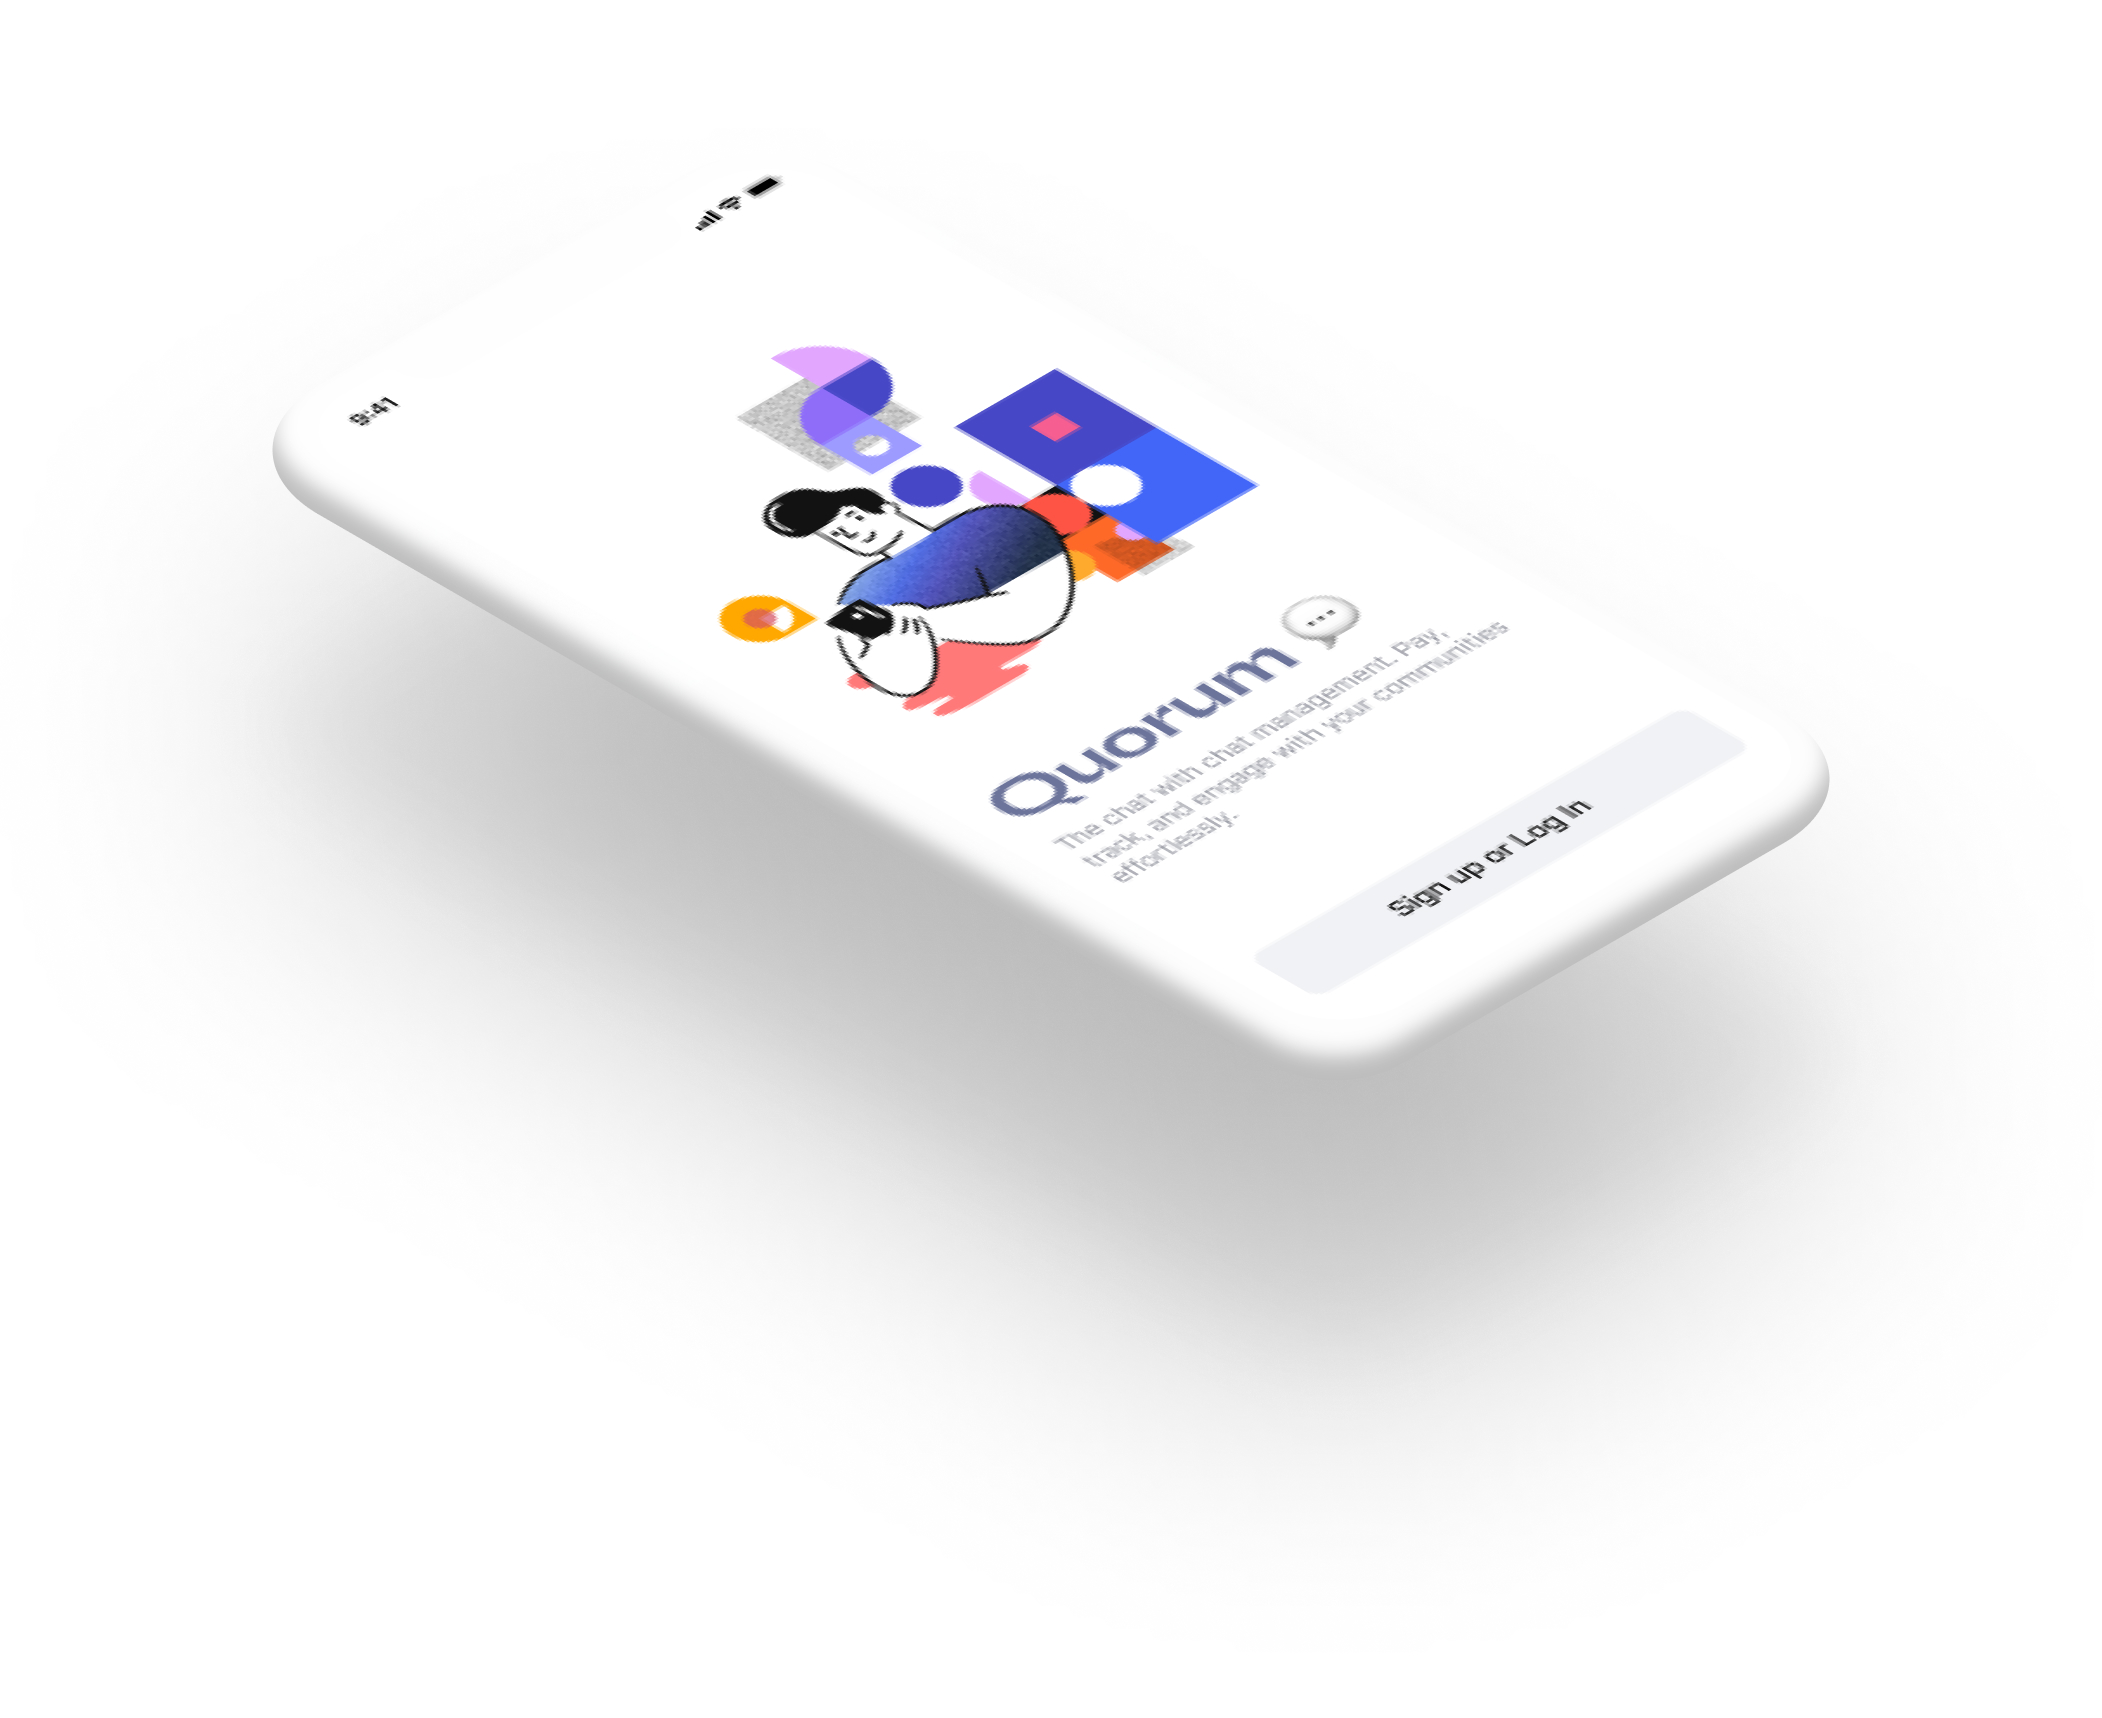 9:41
Quorum
The chat with chat management. Pay,
track, and engage with your communities
effortlessly.
Sign up or Log In